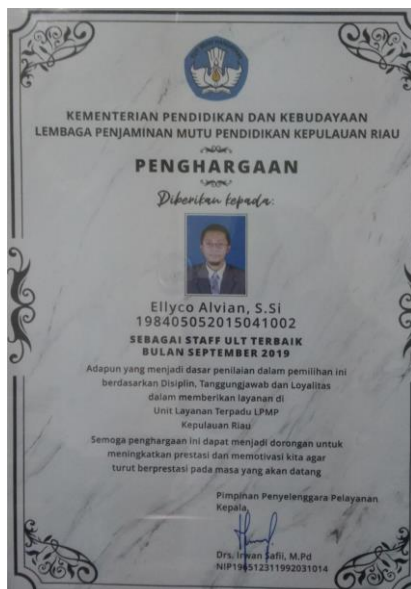 KEMENTERIAN PENDIDIKAN DAN KEBUDAYAAN
LEMBAGA PENJAMINAN MUTU PENDIDIKAN KEPULAUAN RIAU
PENGHARGAAN
Diberikan kepada:
Ellyco Alvian, S.Si
198405052015041002
SEBAGAI STAFF ULT TERBAIK
BULAN SEPTEMBER 2019
Adapun yang menjadi dasar penilaian dalam pemilihan ini
berdasarkan Disiplin, Tanggungjawab dan Loyalitas
dalam memberikan layanan di
Unit Layanan Terpadu LPMP
Kepulauan Riau
Semoga penghargaan ini dapat menjadi dorongan untuk
meningkatkan prestasi dan memotivasi kita agar
turut berprestasi pada masa yang akan datang
Pimpinan Penyelenggara Pelayanan
Kepala,
Drs. Irwan Safii, M.Pd
NIP196512311992031014